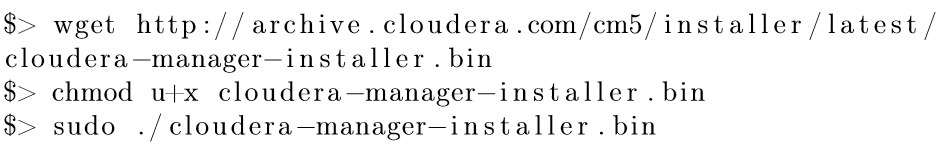 $> wget http://archive.cloudera.com/cm5/installer/latest/
cloudera−manager−installer.bin
$> chmod u+x cloudera−manager−installer.bin
$> sudo ./cloudera−manager−installer.bin